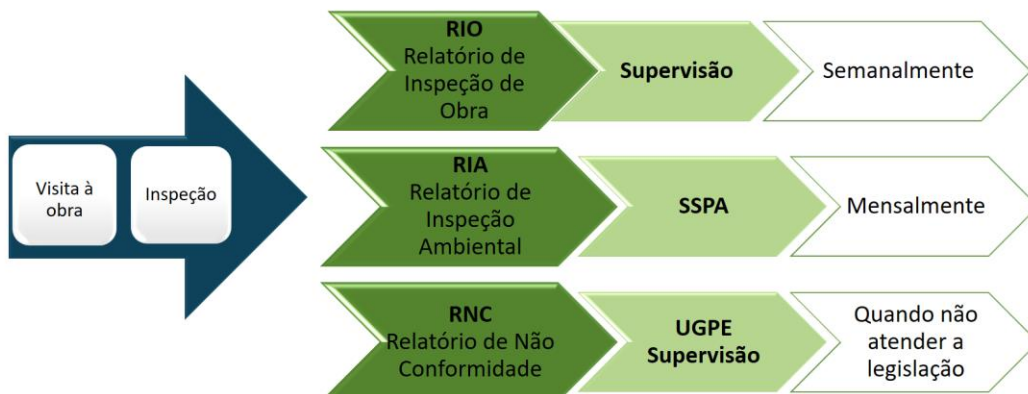 Visita à
obra
Inspeção
RIO
Relatório de
Inspeção de
Obra
Supervisão
Semanalmente
RIA
Relatório de
Inspeção
Ambiental
SSPA
Mensalmente
RNC
Relatório de Não
Conformidade
UGPE
Supervisão
Quando não
atender a
legislação